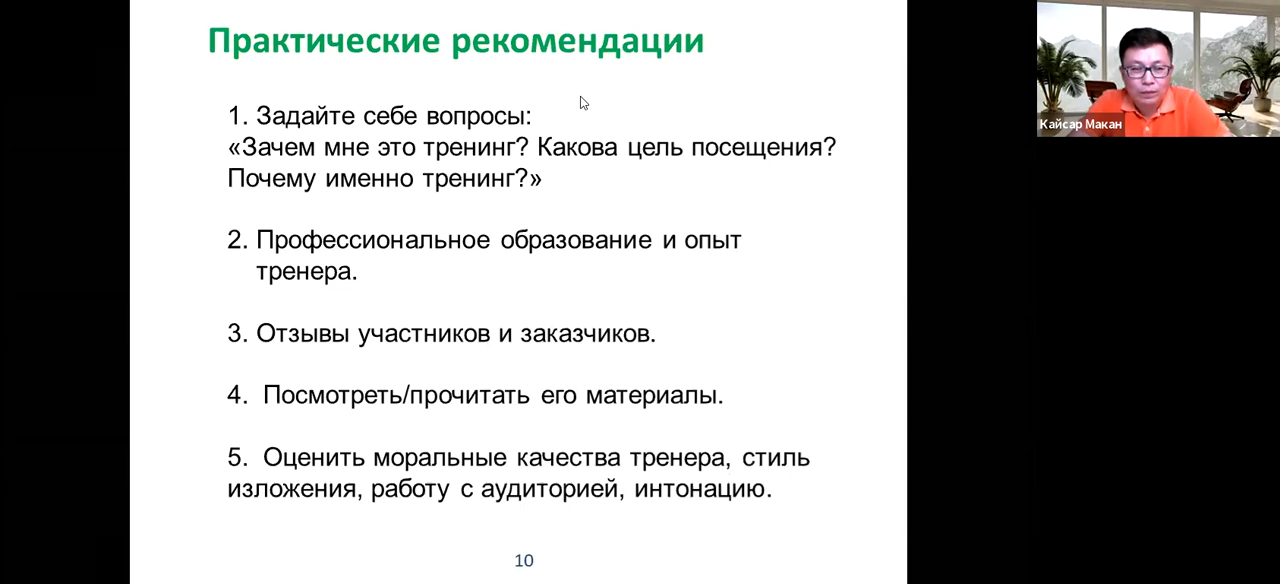 Практические рекомендации
1. Задайте себе вопросы:
«Зачем мне это тренинг? Какова цель посещения?
Почему именно тренинг?»
2. Профессиональное образование и опыт
тренера.
3. Отзывы участников и заказчиков.
4. Посмотреть/прочитать его материалы.
5. Оценить моральные качества тренера, стиль
изложения, работу с аудиторией, интонацию.
10
Кайсар Макан